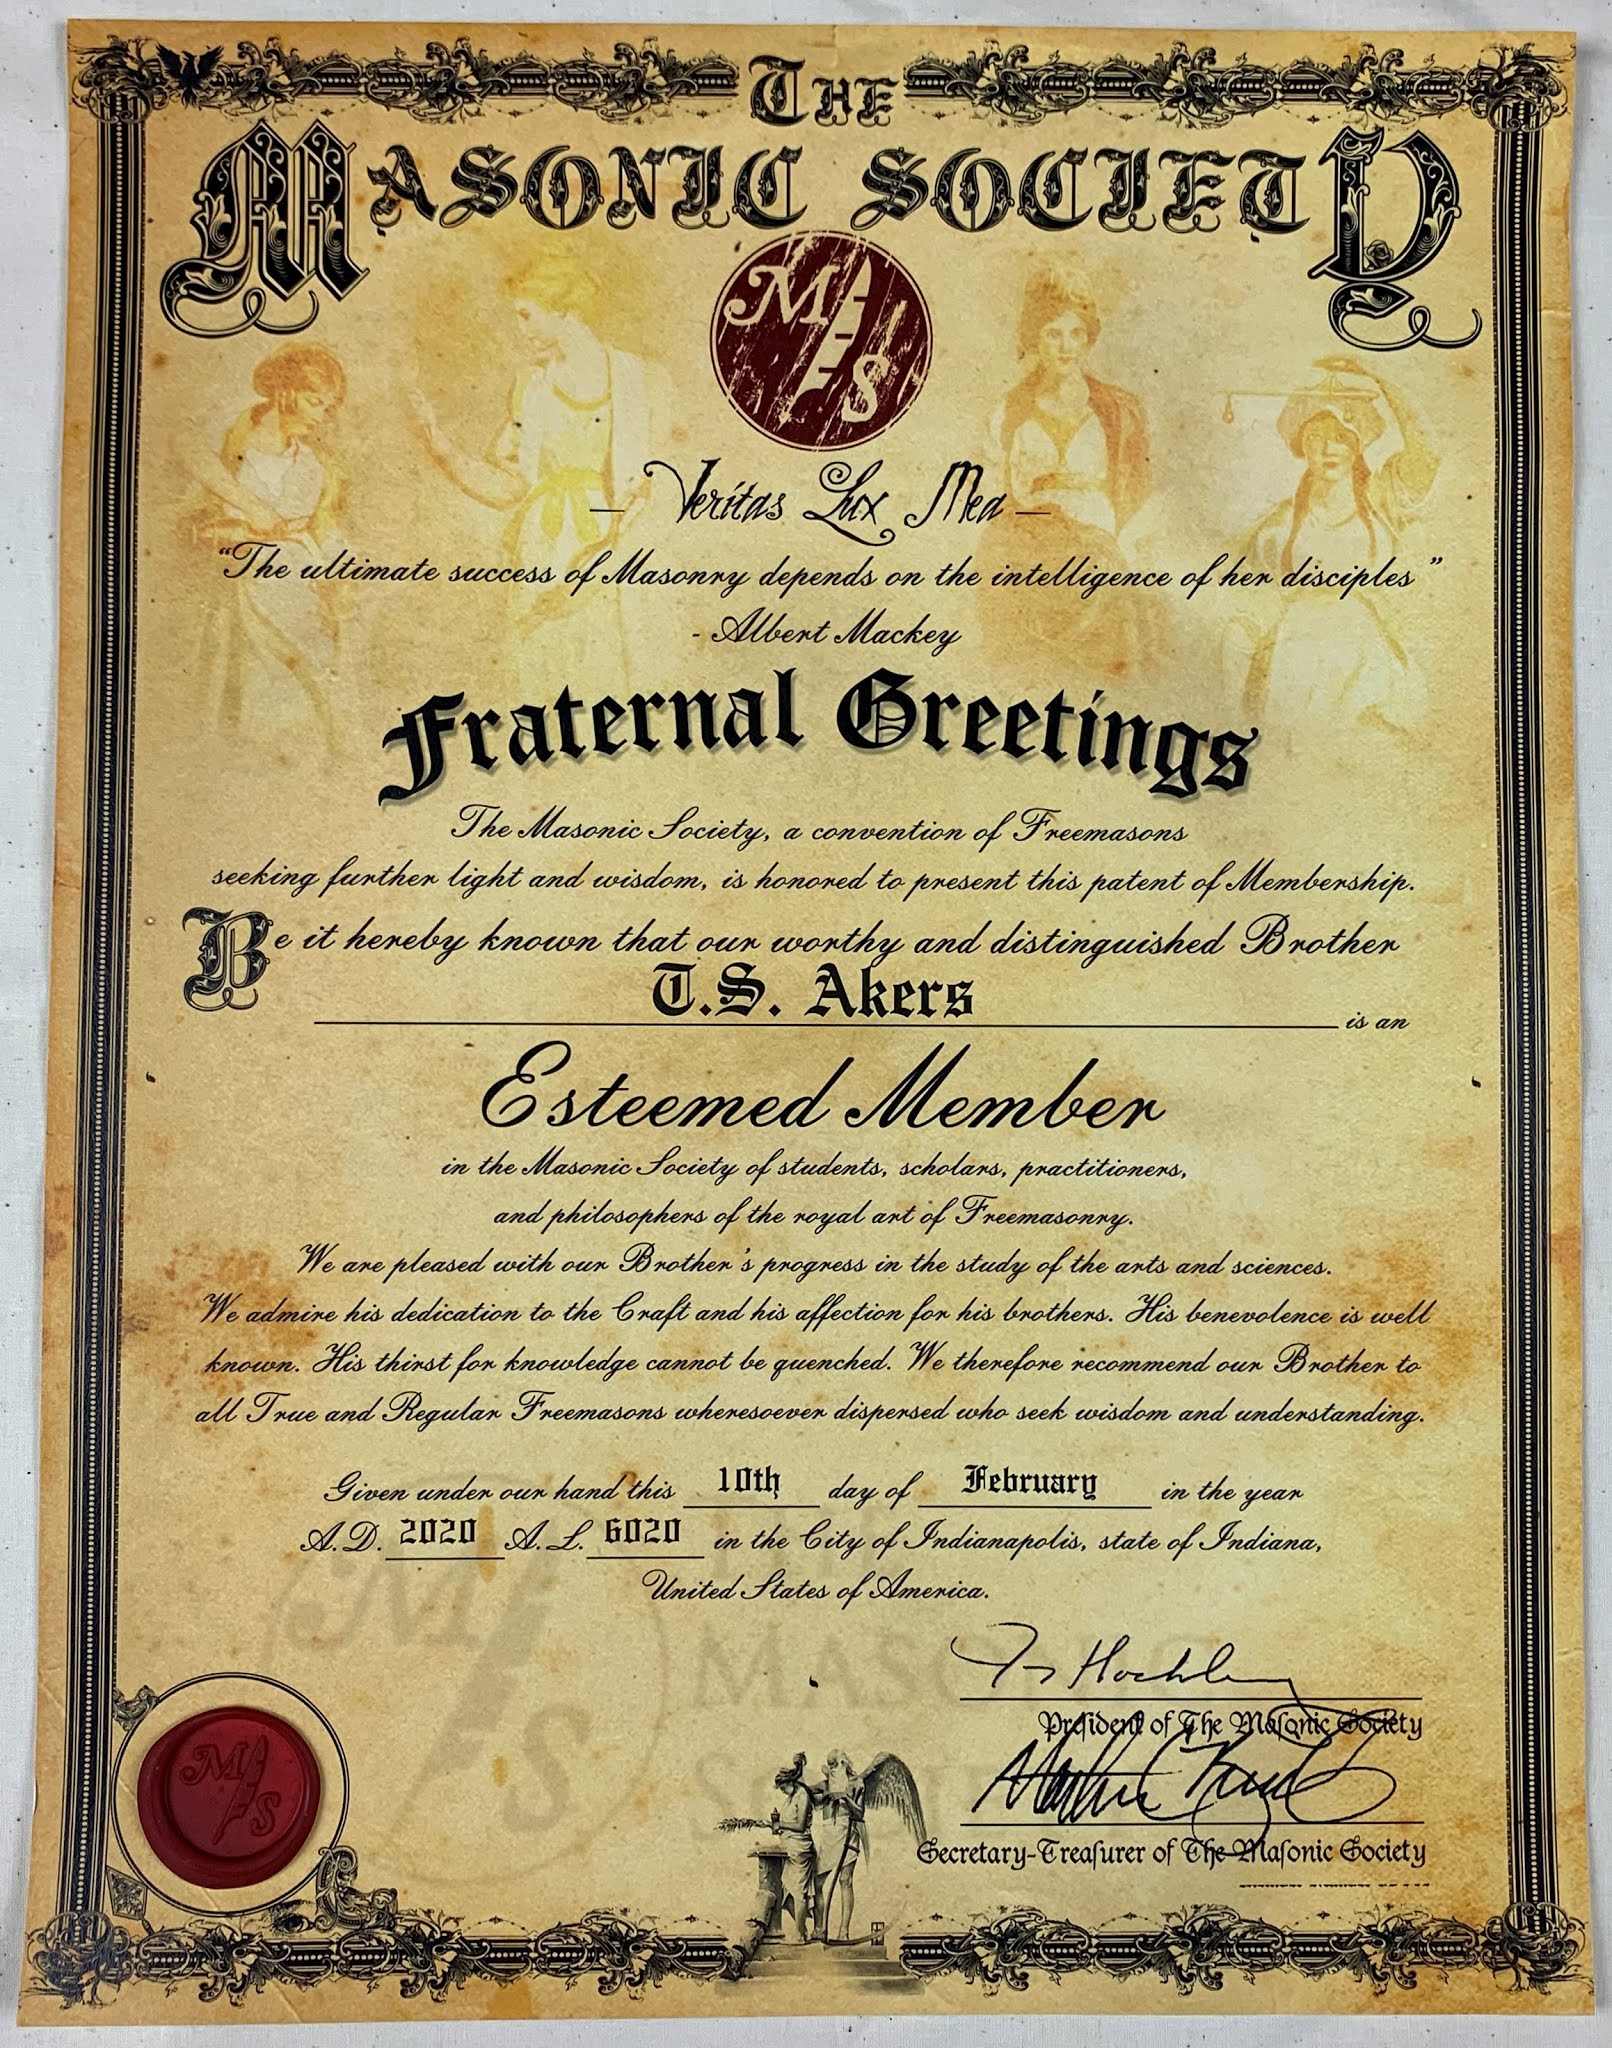 The
Masonic Society
M S
Veritas Lux Mea
"The ultimate success of Masonry depends on the intelligence of her disciples"
- Albert Mackey
Fraternal Greetings
The Masonic Society, a convention of Freemasons
seeking further light and wisdom, is honored to present this patent of Membership.
Be it hereby known that our worthy and distinguished Brother
T.S. Akers is an
Esteemed Member
in the Masonic Society of students, scholars, practitioners,
and philosophers of the royal art of Freemasonry.
We are pleased with our Brother's progress in the study of the arts and sciences.
We admire his dedication to the Craft and his affection for his brothers. His benevolence is well
known. His thirst for knowledge cannot be quenched. We therefore recommend our Brother to
all True and Regular Freemasons wheresoever dispersed who seek wisdom and understanding.
Given under our hand this 10th day of February in the year
A.D. 2020 A.L. 6020 in the City of Indianapolis, state of Indiana,
United States of America.
MAS
President of The Masonic Society
M S
Secretary-Treasurer of The Masonic Society